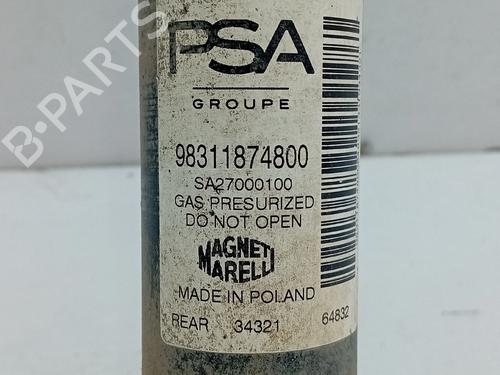 PSA
GROUPE
98311874800
SA27000100
GAS PRESURIZED
DO NOT OPEN
MAGNETI
MARELLI
MADE IN POLAND
REAR 34321
64832
B-PARTS